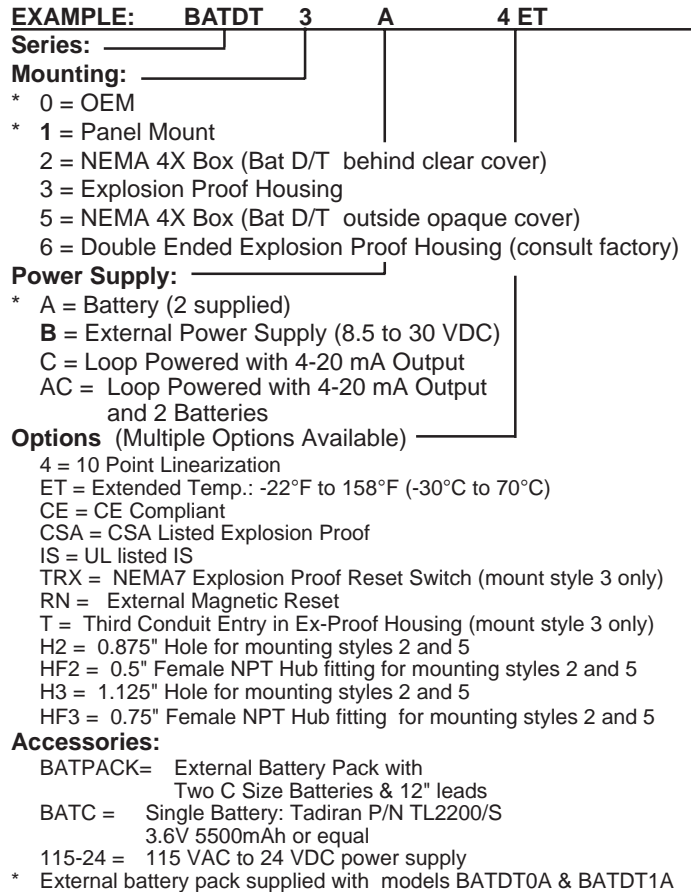 EXAMPLE: BATDT 3 A 4 ET
Series:
Mounting:
* 0 = OEM
* 1 = Panel Mount
2 = NEMA 4X Box (Bat D/T behind clear cover)
3 = Explosion Proof Housing
5 = NEMA 4X Box (Bat D/T outside opaque cover)
6 = Double Ended Explosion Proof Housing (consult factory)
Power Supply:
* A = Battery (2 supplied)
B = External Power Supply (8.5 to 30 VDC)
C = Loop Powered with 4-20 mA Output
AC = Loop Powered with 4-20 mA Output
and 2 Batteries
Options (Multiple Options Available)
4 = 10 Point Linearization
ET = Extended Temp.: -22°F to 158°F (-30°C to 70°C)
CE = CE Compliant
CSA = CSA Listed Explosion Proof
IS = UL listed IS
TRX = NEMA7 Explosion Proof Reset Switch (mount style 3 only)
RN = External Magnetic Reset
T = Third Conduit Entry in Ex-Proof Housing (mount style 3 only)
H2 = 0.875" Hole for mounting styles 2 and 5
HF2 = 0.5" Female NPT Hub fitting for mounting styles 2 and 5
H3 = 1.125" Hole for mounting styles 2 and 5
HF3 = 0.75" Female NPT Hub fitting for mounting styles 2 and 5
Accessories:
BATPACK= External Battery Pack with
Two C Size Batteries & 12" leads
BATC = Single Battery: Tadiran P/N TL2200/S
3.6V 5500mAh or equal
115-24 = 115 VAC to 24 VDC power supply
* External battery pack supplied with models BATDT0A & BATDT1A